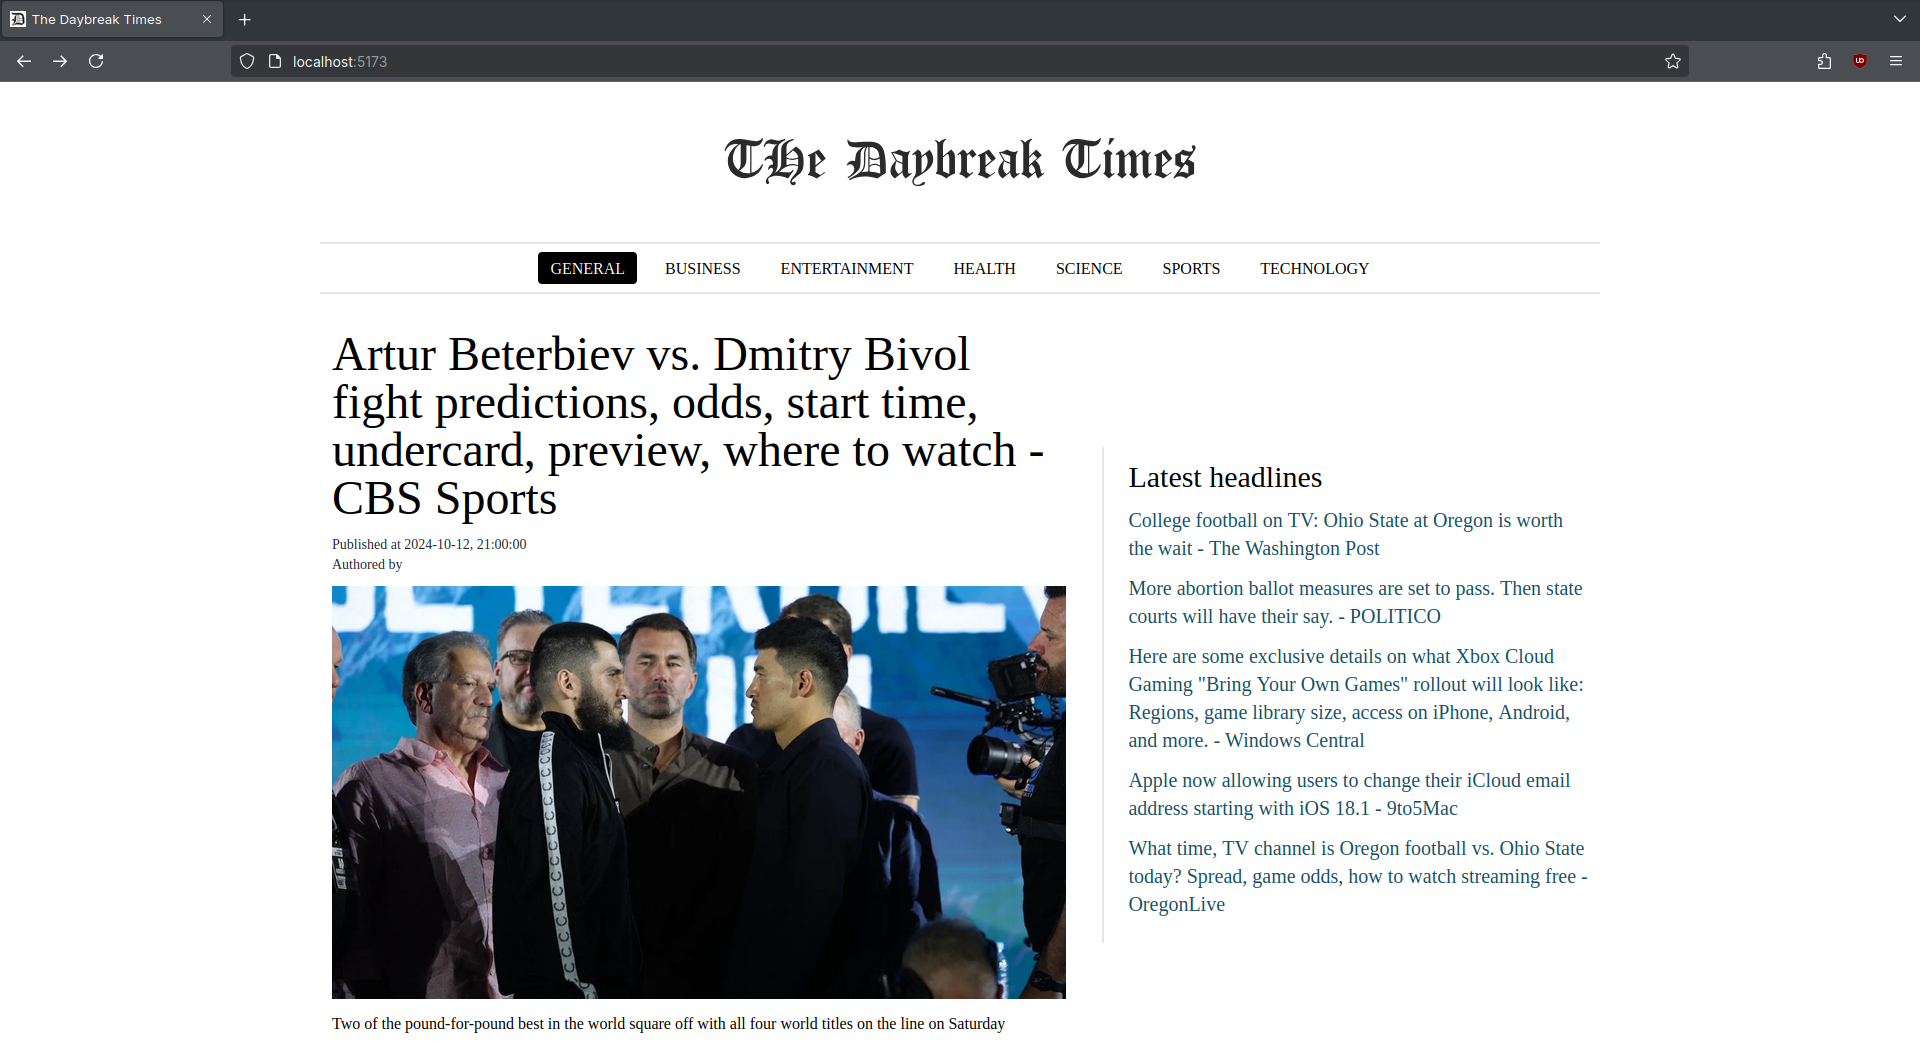 The Daybreak Times
localhost:5173
THe Daybreak Times
GENERAL
BUSINESS
ENTERTAINMENT
HEALTH
SCIENCE
SPORTS
TECHNOLOGY
Artur Beterbiev vs. Dmitry Bivol
fight predictions, odds, start time,
undercard, preview, where to watch -
CBS Sports
Published at 2024-10-12, 21:00:00
Authored by
Two of the pound-for-pound best in the world square off with all four world titles on the line on Saturday
Latest headlines
College football on TV: Ohio State at Oregon is worth
the wait - The Washington Post
More abortion ballot measures are set to pass. Then state
courts will have their say. - POLITICO
Here are some exclusive details on what Xbox Cloud
Gaming "Bring Your Own Games" rollout will look like:
Regions, game library size, access on iPhone, Android,
and more. - Windows Central
Apple now allowing users to change their iCloud email
address starting with iOS 18.1 - 9to5Mac
What time, TV channel is Oregon football vs. Ohio State
today? Spread, game odds, how to watch streaming free -
OregonLive